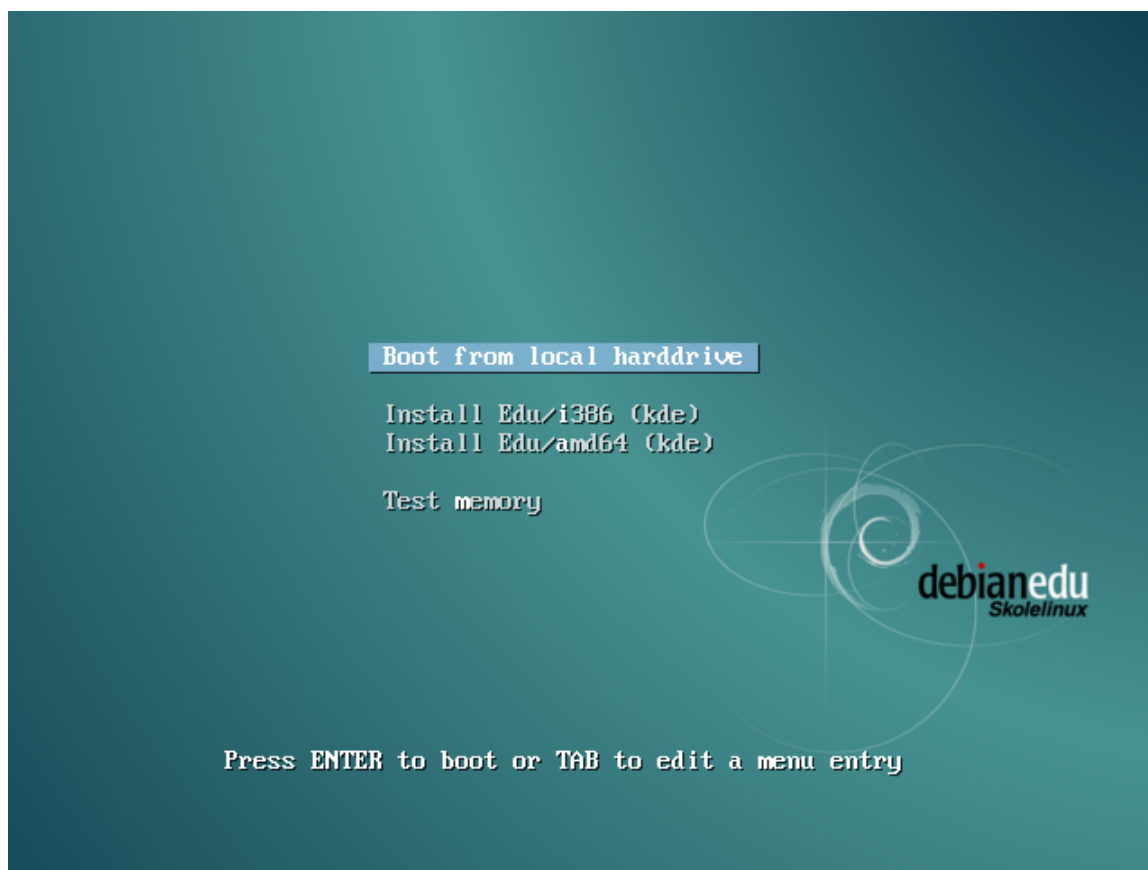 Boot from local harddrive
Install Edu/i386 (kde)
Install Edu/amd64 (kde)
Test memory
debianedu
Skolelinux
Press ENTER to boot or TAB to edit a menu entry